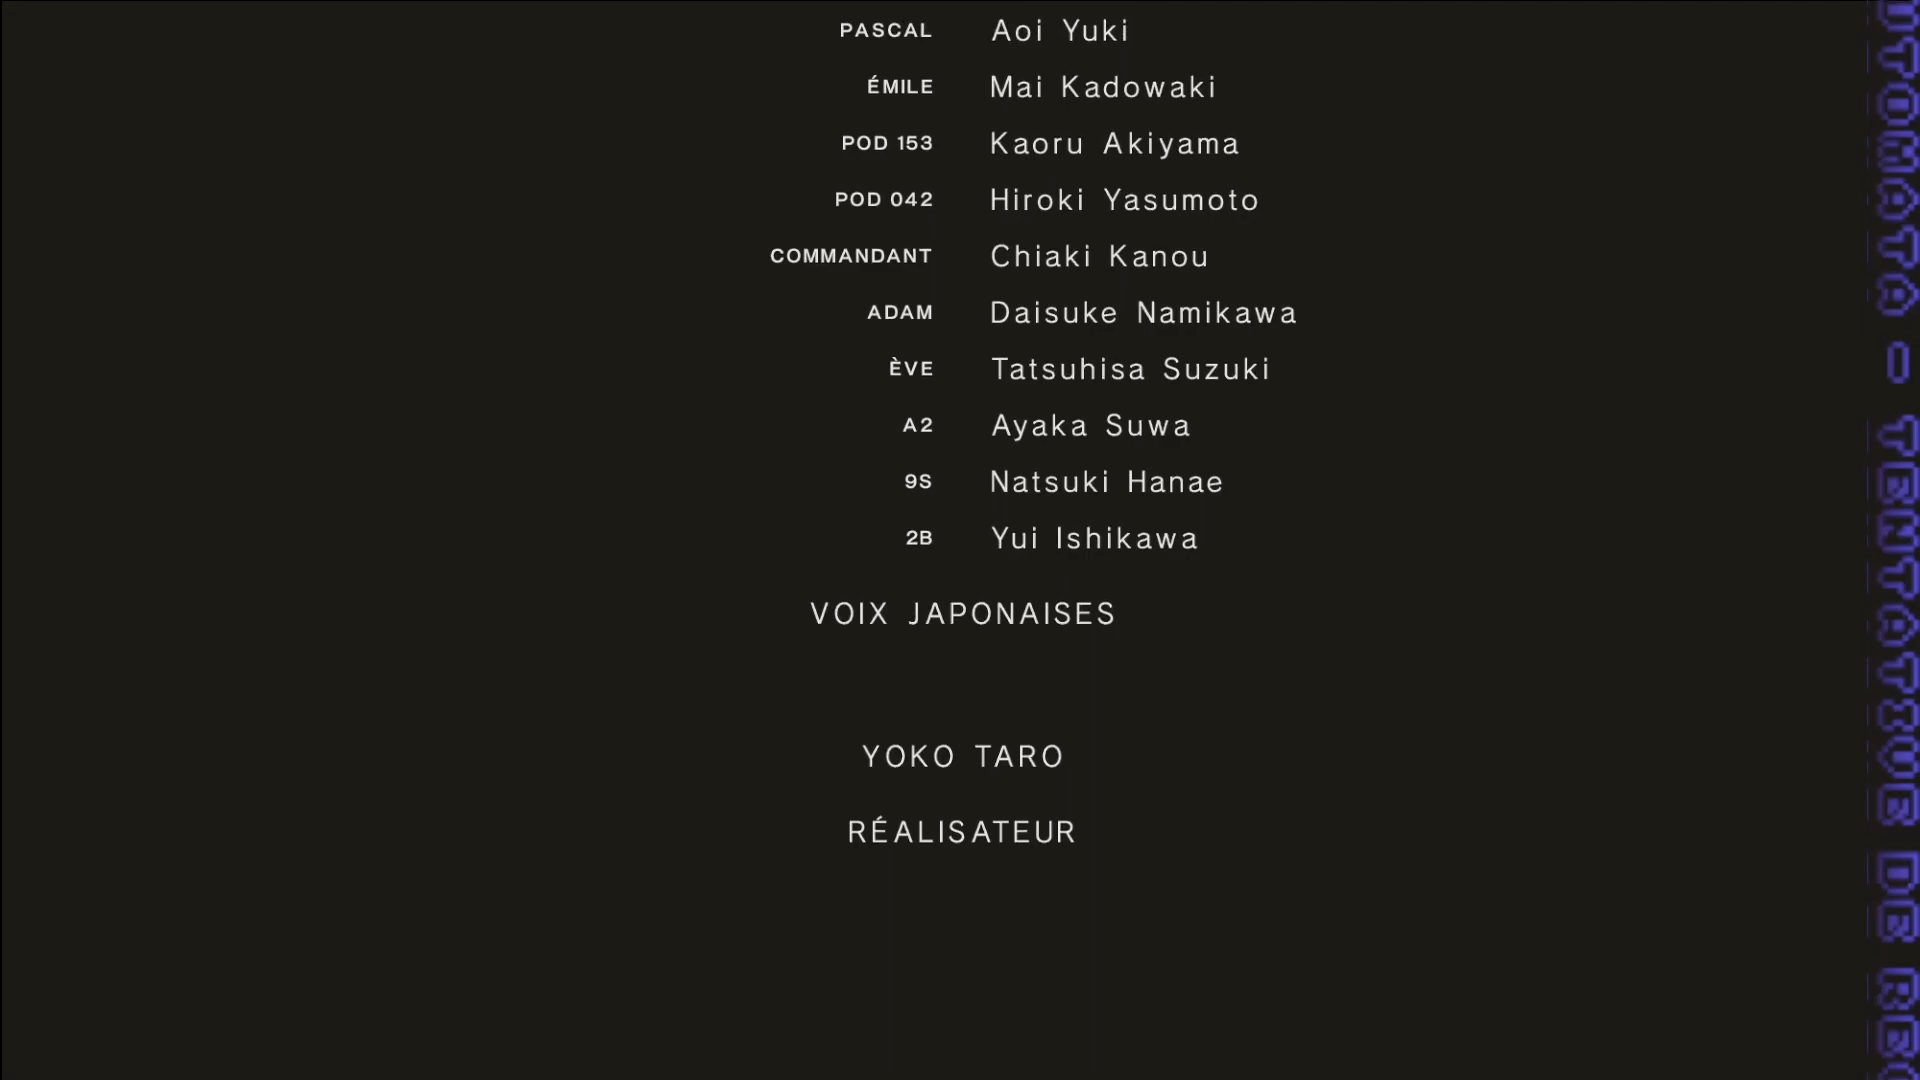 PASCAL Aoi Yuki
ÉMILE Mai Kadowaki
POD 153 Kaoru Akiyama
POD 042 Hiroki Yasumoto
COMMANDANT Chiaki Kanou
ADAM Daisuke Namikawa
ÈVE Tatsuhisa Suzuki
A2 Ayaka Suwa
9S Natsuki Hanae
2B Yui Ishikawa
VOIX JAPONAISES
YOKO TARO
RÉALISATEUR